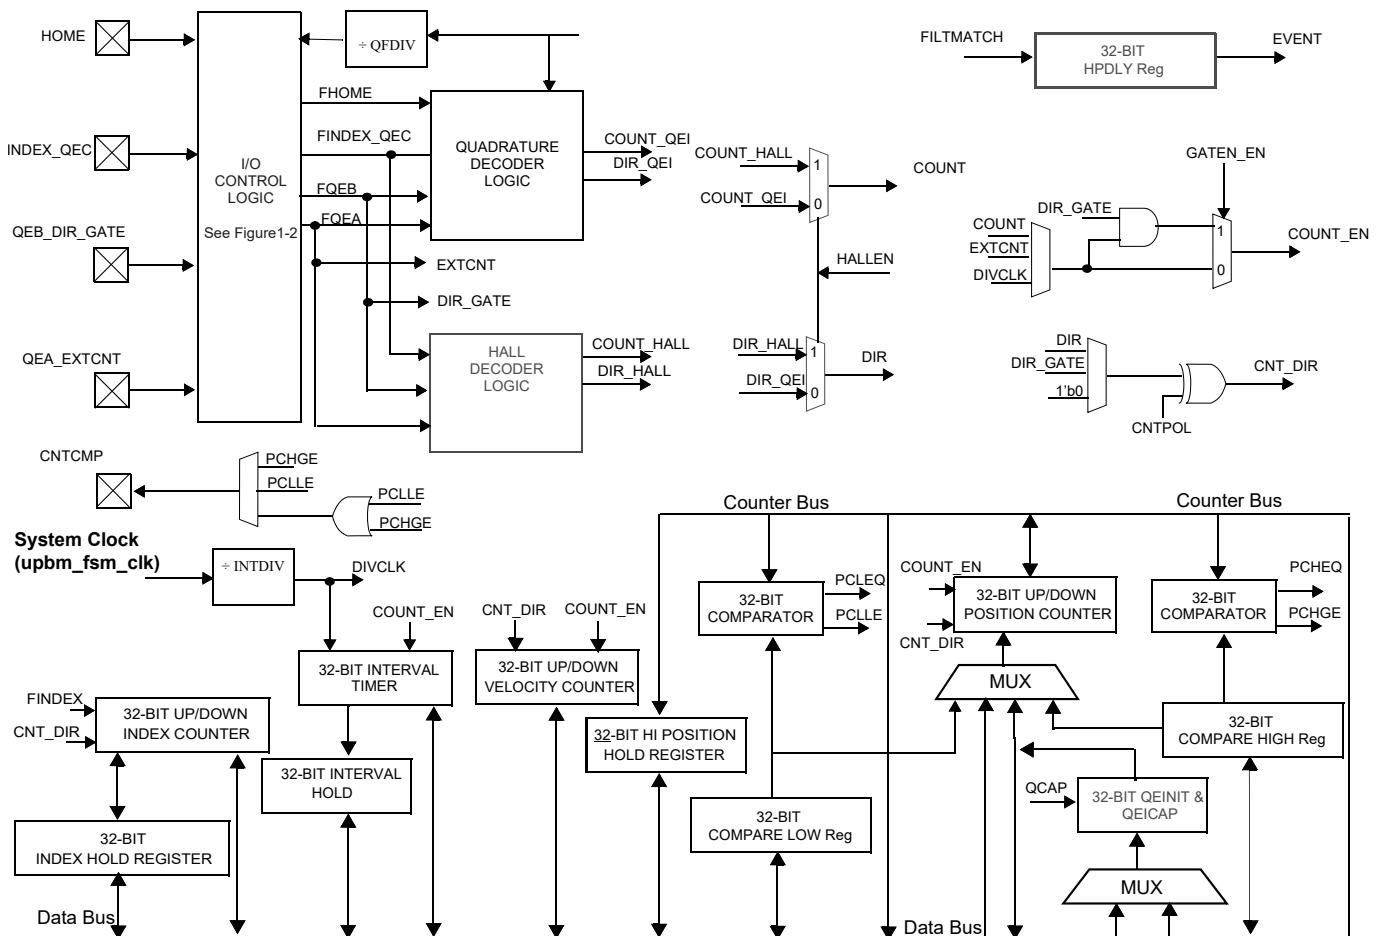 HOME
÷ QFDIV
FILTMATCH
32-BIT
HPDLY Reg
EVENT
FHOME
INDEX_QEC
I/O
CONTROL
LOGIC
See Figure1-2
FINDEX_QEC
QUADRATURE
DECODER
LOGIC
COUNT_QEI
DIR_QEI
COUNT_HALL
1
COUNT_QEI
0
COUNT
GATEN_EN
FQEB
FQEA
DIR_GATE
COUNT
EXTCNT
DIVCLK
1
0
COUNT_EN
QEB_DIR_GATE
EXTCNT
DIR_GATE
HALLEN
QEA_EXTCNT
HALL
DECODER
LOGIC
COUNT_HALL
DIR_HALL
DIR_HALL
1
DIR_QEI
0
DIR
DIR
DIR_GATE
1'b0
CNT_DIR
CNTPOL
CNTCMP
PCHGE
PCLLE
PCLLE
PCHGE
System Clock
(upbm_fsm_clk)
÷ INTDIV
DIVCLK
COUNT_EN
CNT_DIR
COUNT_EN
Counter Bus
Counter Bus
32-BIT
COMPARATOR
PCLEQ
PCLLE
COUNT_EN
CNT_DIR
32-BIT UP/DOWN
POSITION COUNTER
32-BIT
COMPARATOR
PCHEQ
PCHGE
32-BIT INTERVAL
TIMER
32-BIT UP/DOWN
VELOCITY COUNTER
MUX
FINDEX
CNT_DIR
32-BIT UP/DOWN
INDEX COUNTER
32-BIT HI POSITION
HOLD REGISTER
32-BIT
COMPARE HIGH Reg
32-BIT INTERVAL
HOLD
QCAP
32-BIT QEINIT &
QEICAP
32-BIT
COMPARE LOW Reg
32-BIT
INDEX HOLD REGISTER
MUX
Data Bus
Data Bus